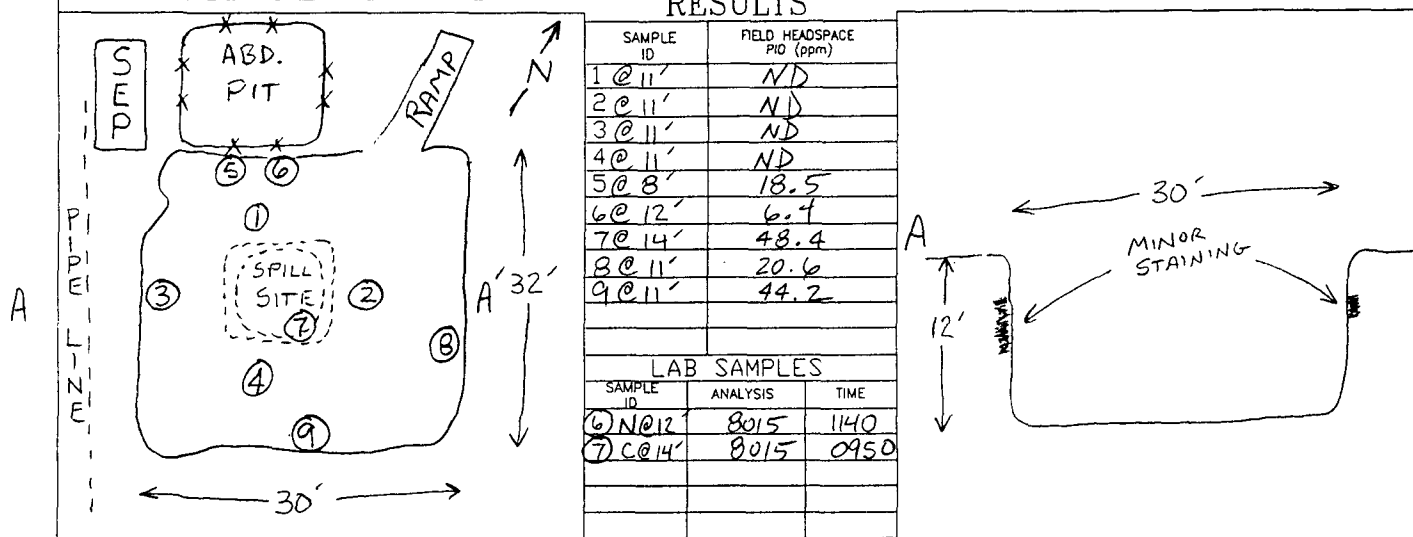 RESULTS
SEP
ABD.
PIT
RAMP
N
5 6
1
SPILL
SITE
3 2
7
8
4
9
PIPE LINE
A
A'
32'
30'
SAMPLE ID FIELD HEADSPACE PID (ppm)
1 @ 11' ND
2 @ 11' ND
3 @ 11' ND
4 @ 11' ND
5 @ 8' 18.5
6 @ 12' 6.4
7 @ 14' 48.4
8 @ 11' 20.6
9 @ 11' 44.2
LAB SAMPLES
SAMPLE ID ANALYSIS TIME
6 N@12' 8015 1140
7 C@14' 8015 0950
A
30'
MINOR
STAINING
12'